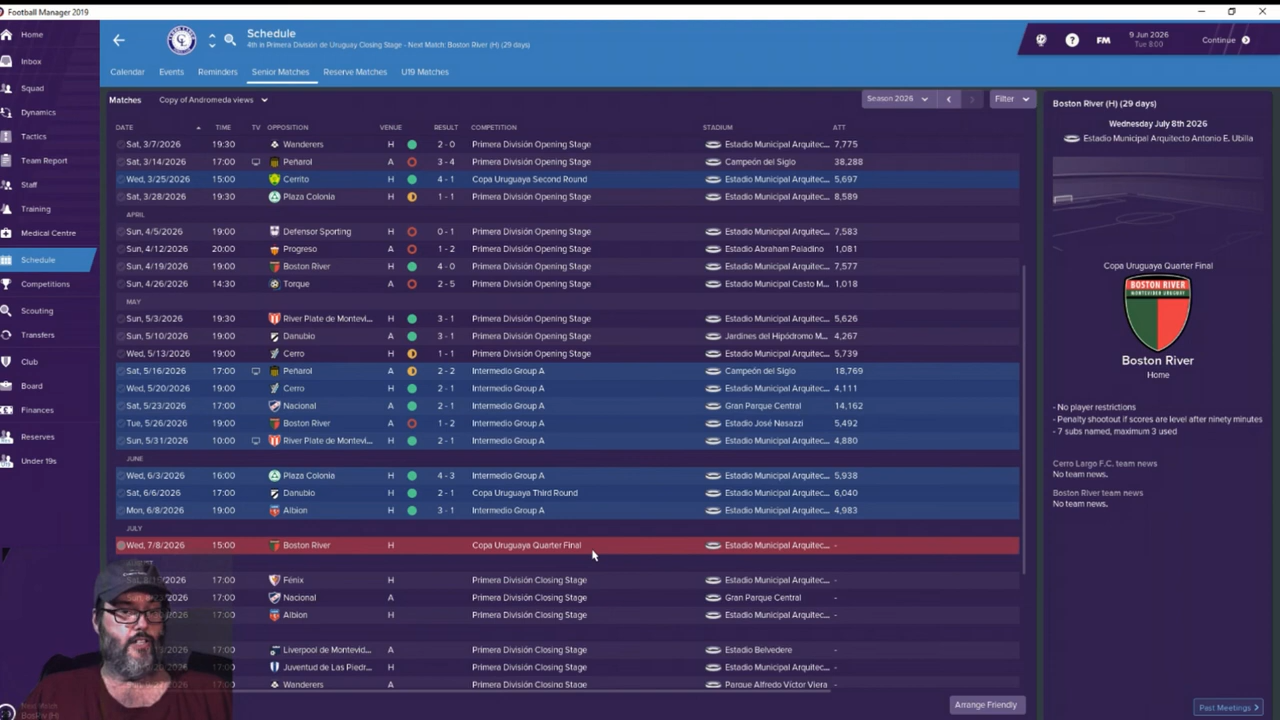 Football Manager 2019
Home
Inbox
Squad
Dynamics
Tactics
Team Report
Staff
Training
Medical Centre
Schedule
Competitions
Scouting
Transfers
Club
Board
Finances
Reserves
Under 19s
Schedule
4th in Primera División de Uruguay Closing Stage - Next Match: Boston River (H) (29 days)
? FM 9 Jun 2026 Tue 8:00 Continue
Calendar Events Reminders Senior Matches Reserve Matches U19 Matches
Matches Copy of Andromeda views Season 2026 Filter
DATE TIME TV OPPOSITION VENUE RESULT COMPETITION STADIUM ATT
Sat, 3/7/2026 19:30 Wanderers H 2 - 0 Primera División Opening Stage Estadio Municipal Arquitec... 7,775
Sat, 3/14/2026 17:00 Peñarol A 3 - 4 Primera División Opening Stage Campeón del Siglo 38,288
Wed, 3/25/2026 15:00 Cerrito H 4 - 1 Copa Uruguaya Second Round Estadio Municipal Arquitec... 5,697
Sat, 3/28/2026 19:30 Plaza Colonia H 1 - 1 Primera División Opening Stage Estadio Municipal Arquitec... 8,589
APRIL
Sun, 4/5/2026 19:00 Defensor Sporting H 0 - 1 Primera División Opening Stage Estadio Municipal Arquitec... 7,583
Sun, 4/12/2026 20:00 Progreso A 1 - 2 Primera División Opening Stage Estadio Abraham Paladino 1,081
Sun, 4/19/2026 19:00 Boston River H 4 - 0 Primera División Opening Stage Estadio Municipal Arquitec... 7,577
Sun, 4/26/2026 14:30 Torque A 2 - 5 Primera División Opening Stage Estadio Municipal Casto M... 1,018
MAY
Sun, 5/3/2026 19:30 River Plate de Montevi... H 3 - 1 Primera División Opening Stage Estadio Municipal Arquitec... 5,626
Sun, 5/10/2026 19:00 Danubio A 3 - 1 Primera División Opening Stage Jardines del Hipódromo M... 4,267
Wed, 5/13/2026 19:00 Cerro H 1 - 1 Primera División Opening Stage Estadio Municipal Arquitec... 5,739
Sat, 5/16/2026 17:00 Peñarol A 2 - 2 Intermedio Group A Campeón del Siglo 18,769
Wed, 5/20/2026 19:00 Cerro H 2 - 1 Intermedio Group A Estadio Municipal Arquitec... 4,111
Sat, 5/23/2026 17:00 Nacional A 2 - 1 Intermedio Group A Gran Parque Central 14,162
Tue, 5/26/2026 19:00 Boston River A 1 - 2 Intermedio Group A Estadio José Nasazzi 5,492
Sun, 5/31/2026 10:00 River Plate de Montevi... H 2 - 1 Intermedio Group A Estadio Municipal Arquitec... 4,880
JUNE
Wed, 6/3/2026 16:00 Plaza Colonia H 4 - 3 Intermedio Group A Estadio Municipal Arquitec... 5,938
Sat, 6/6/2026 17:00 Danubio H 2 - 1 Copa Uruguaya Third Round Estadio Municipal Arquitec... 6,040
Mon, 6/8/2026 19:00 Albion H 3 - 1 Intermedio Group A Estadio Municipal Arquitec... 4,983
JULY
Wed, 7/8/2026 15:00 Boston River H Copa Uruguaya Quarter Final Estadio Municipal Arquitec... -
17:00 Fénix H Primera División Closing Stage Estadio Municipal Arquitec... -
17:00 Nacional A Primera División Closing Stage Gran Parque Central -
17:00 Albion H Primera División Closing Stage Estadio Municipal Arquitec... -
17:00 Liverpool de Montevid... A Primera División Closing Stage Estadio Belvedere -
17:00 Juventud de Las Piedr... H Primera División Closing Stage Estadio Municipal Arquitec... -
17:00 Wanderers A Primera División Closing Stage Parque Alfredo Víctor Viera -
Arrange Friendly
Boston River (H) (29 days)
Wednesday July 8th 2026
Estadio Municipal Arquitecto Antonio E. Ubilla
Copa Uruguaya Quarter Final
BOSTON RIVER
Boston River
Home
- No player restrictions
- Penalty shootout if scores are level after ninety minutes
- 7 subs named, maximum 3 used
Cerro Largo F.C. team news
No team news.
Boston River team news
No team news.
Past Meetings